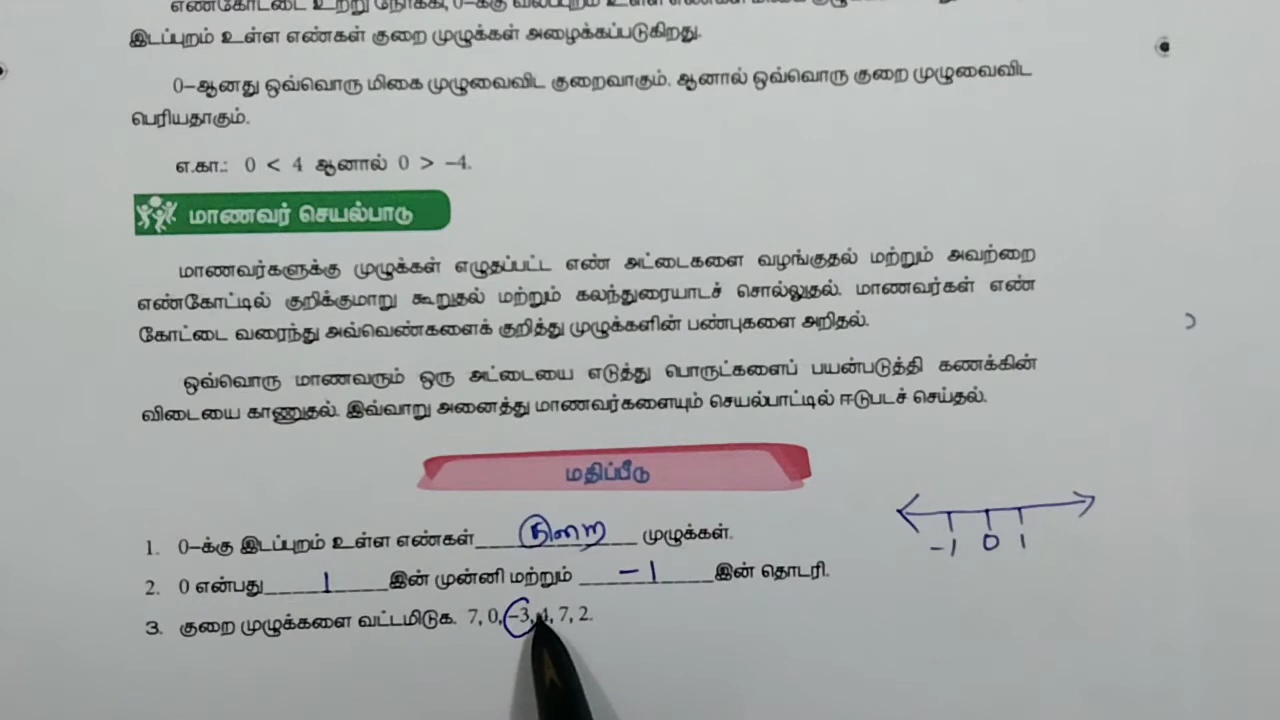 இடப்புறம் உள்ள எண்கள் குறை முழுக்கள் அழைக்கப்படுகிறது.
0–ஆனது ஒவ்வொரு மிகை முழுவைவிட குறைவாகும். ஆனால் ஒவ்வொரு குறை முழுவைவிட
பெரியதாகும்.
எ.கா.: 0 < 4 ஆனால் 0 > –4.
மாணவர் செயல்பாடு
மாணவர்களுக்கு முழுக்கள் எழுதப்பட்ட எண் அட்டைகளை வழங்குதல் மற்றும் அவற்றை
எண்கோட்டில் குறிக்குமாறு கூறுதல் மற்றும் கலந்துரையாடச் சொல்லுதல். மாணவர்கள் எண்
கோட்டை வரைந்து அவ்வெண்களைக் குறித்து முழுக்களின் பண்புகளை அறிதல்.
ஒவ்வொரு மாணவரும் ஒரு அட்டையை எடுத்து பொருட்களைப் பயன்படுத்தி கணக்கின்
விடையை காணுதல். இவ்வாறு அனைத்து மாணவர்களையும் செயல்பாட்டில் ஈடுபடச் செய்தல்.
மதிப்பீடு
1. 0–க்கு இடப்புறம் உள்ள எண்கள் முழுக்கள்.
2. 0 என்பது 1 இன் முன்னி மற்றும் –1 இன் தொடரி.
3. குறை முழுக்களை வட்டமிடுக. 7, 0, –3, 7, 2.
–1 0 1